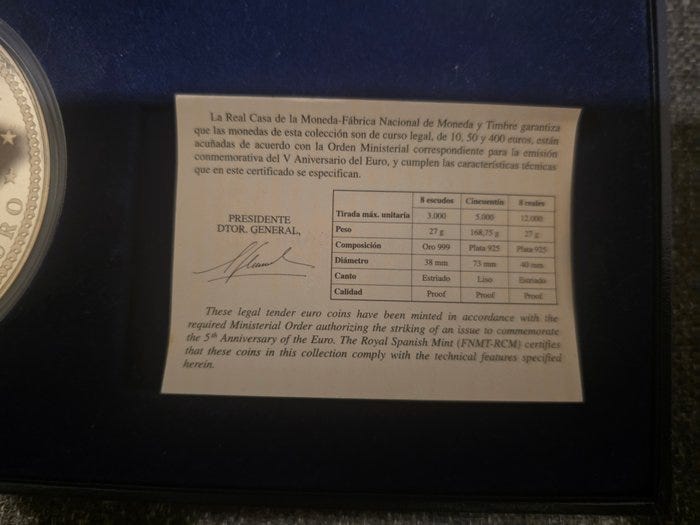 La Real Casa de la Moneda-Fábrica Nacional de Moneda y Timbre garantiza
que las monedas de esta colección son de curso legal, de 10, 50 y 400 euros, están
acuñadas de acuerdo con la Orden Ministerial correspondiente para la emisión
conmemorativa del V Aniversario del Euro, y cumplen las características técnicas
que en este certificado se especifican.
PRESIDENTE
DTOR. GENERAL,
8 escudos Cincuentín 8 reales
Tirada máx. unitaria 3.000 5.000 12.000
Peso 27 g 168,75 g 27 g
Composición Oro 999 Plata 925 Plata 925
Diámetro 38 mm 73 mm 40 mm
Canto Estriado Liso Estriado
Calidad Proof Proof Proof
These legal tender euro coins have been minted in accordance with the
required Ministerial Order authorizing the striking of an issue to commemorate
the 5th Anniversary of the Euro. The Royal Spanish Mint (FNMT-RCM) certifies
that these coins in this collection comply with the technical features specified
herein.